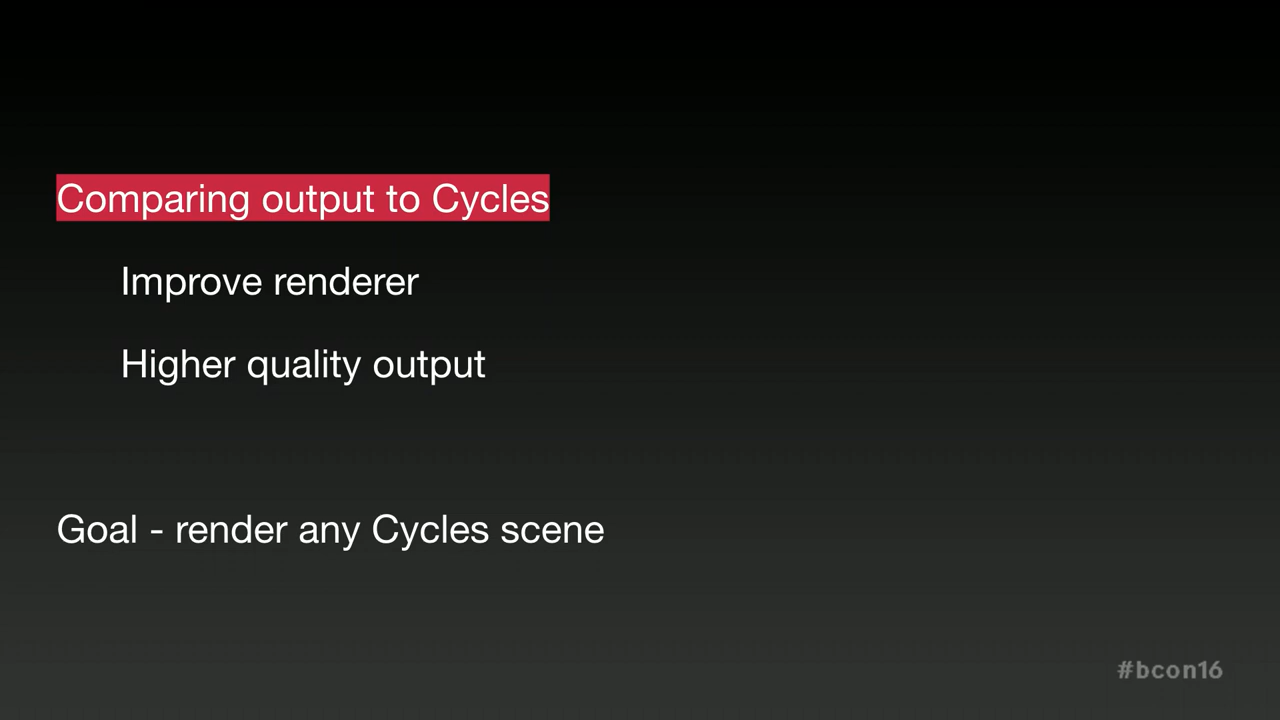 Comparing output to Cycles
Improve renderer
Higher quality output
Goal - render any Cycles scene
#bcon16